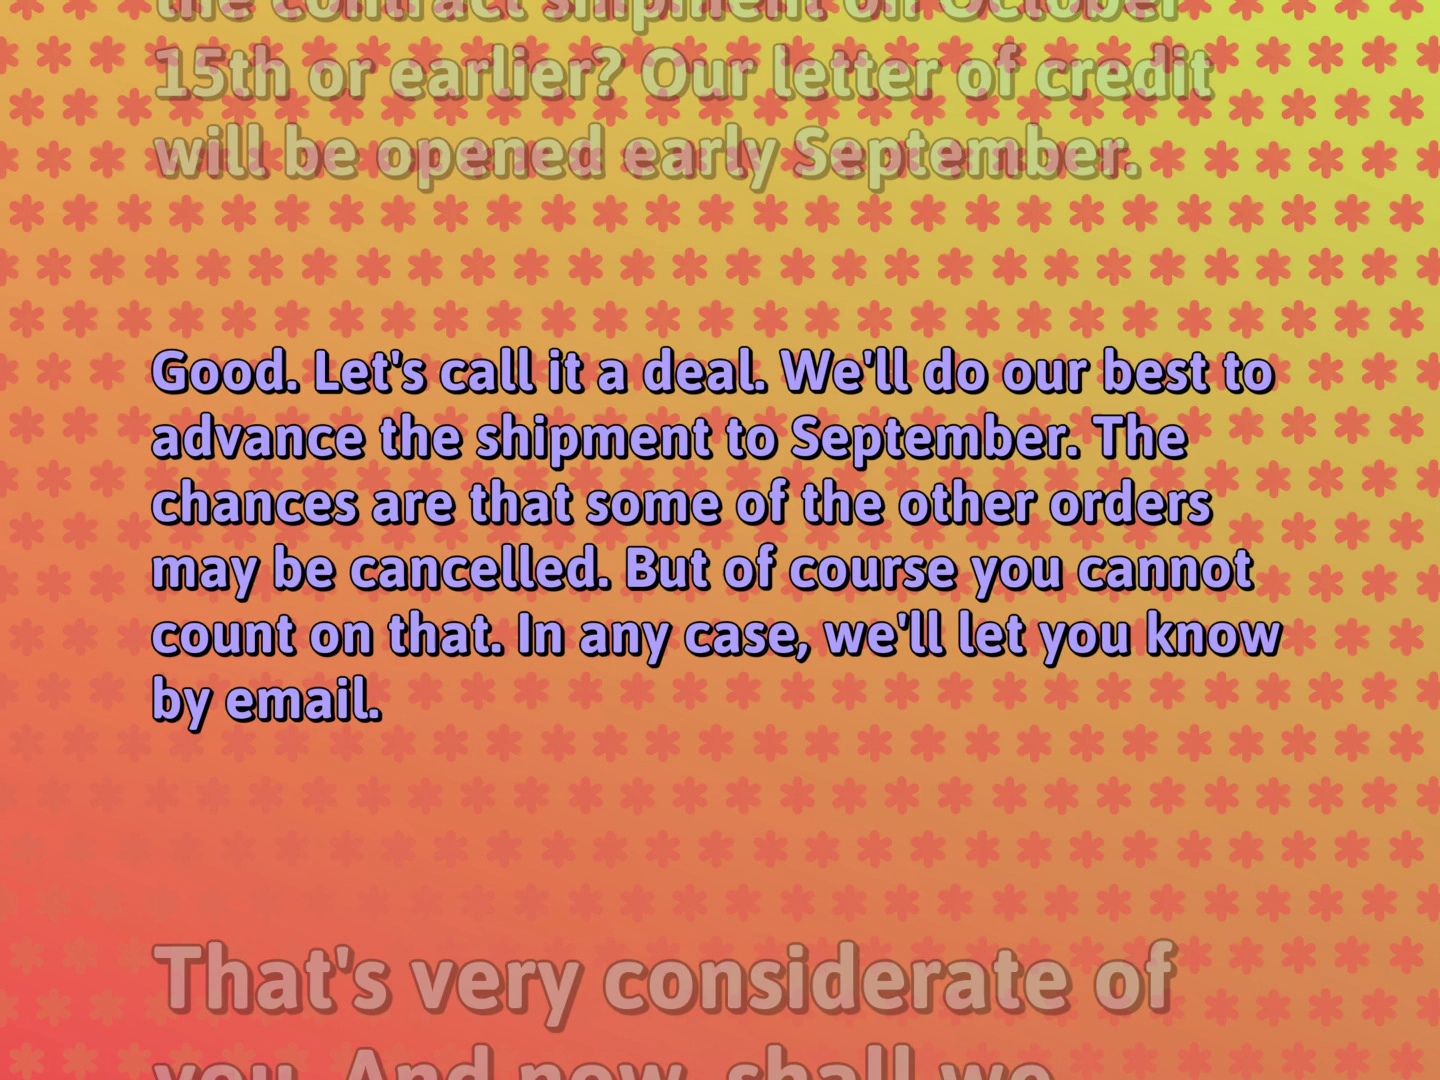 the contract shipment on October
15th or earlier? Our letter of credit
will be opened early September.
Good. Let's call it a deal. We'll do our best to
advance the shipment to September. The
chances are that some of the other orders
may be cancelled. But of course you cannot
count on that. In any case, we'll let you know
by email.
That's very considerate of
you. And now, shall we